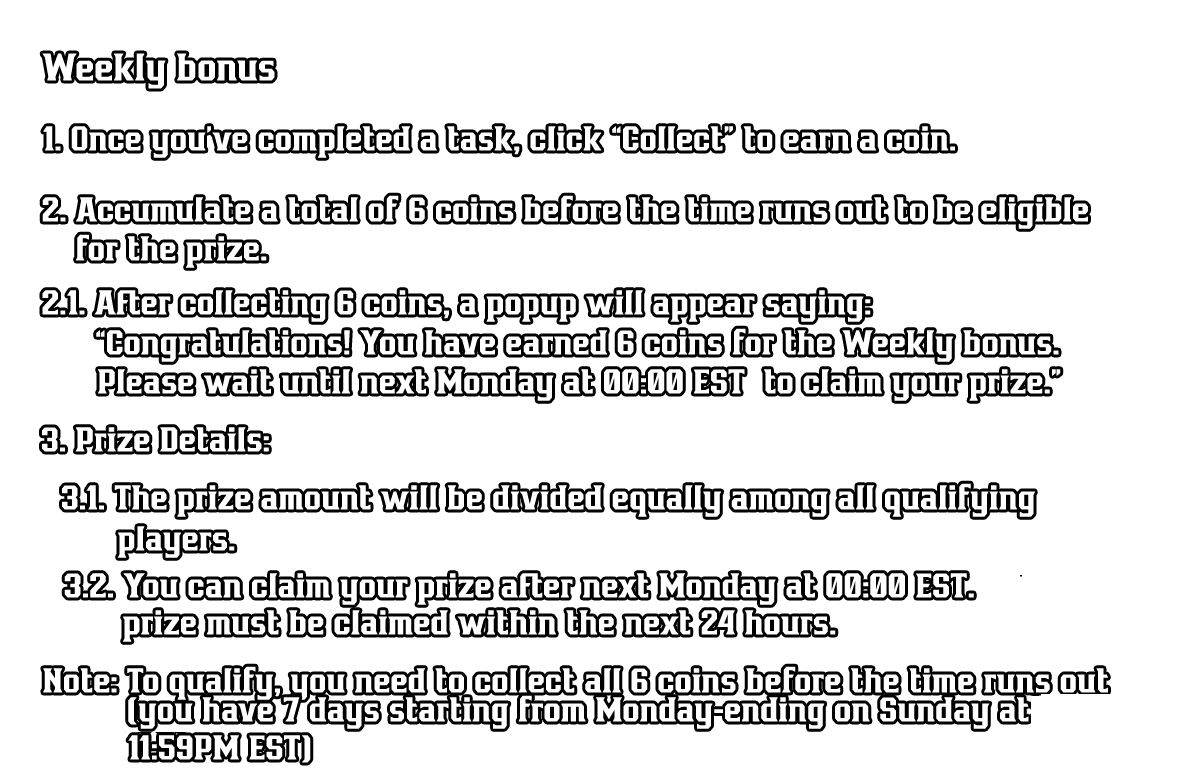 Weekly bonus
1. Once you've completed a task, click “Collect” to earn a coin.
2. Accumulate a total of 6 coins before the time runs out to be eligible
for the prize.
2.1. After collecting 6 coins, a popup will appear saying:
“Congratulations! You have earned 6 coins for the Weekly bonus.
Please wait until next Monday at 00:00 EST to claim your prize.”
3. Prize Details:
3.1. The prize amount will be divided equally among all qualifying
players.
3.2. You can claim your prize after next Monday at 00:00 EST.
prize must be claimed within the next 24 hours.
Note: To qualify, you need to collect all 6 coins before the time runs out
(you have 7 days starting from Monday-ending on Sunday at
11:59PM EST)